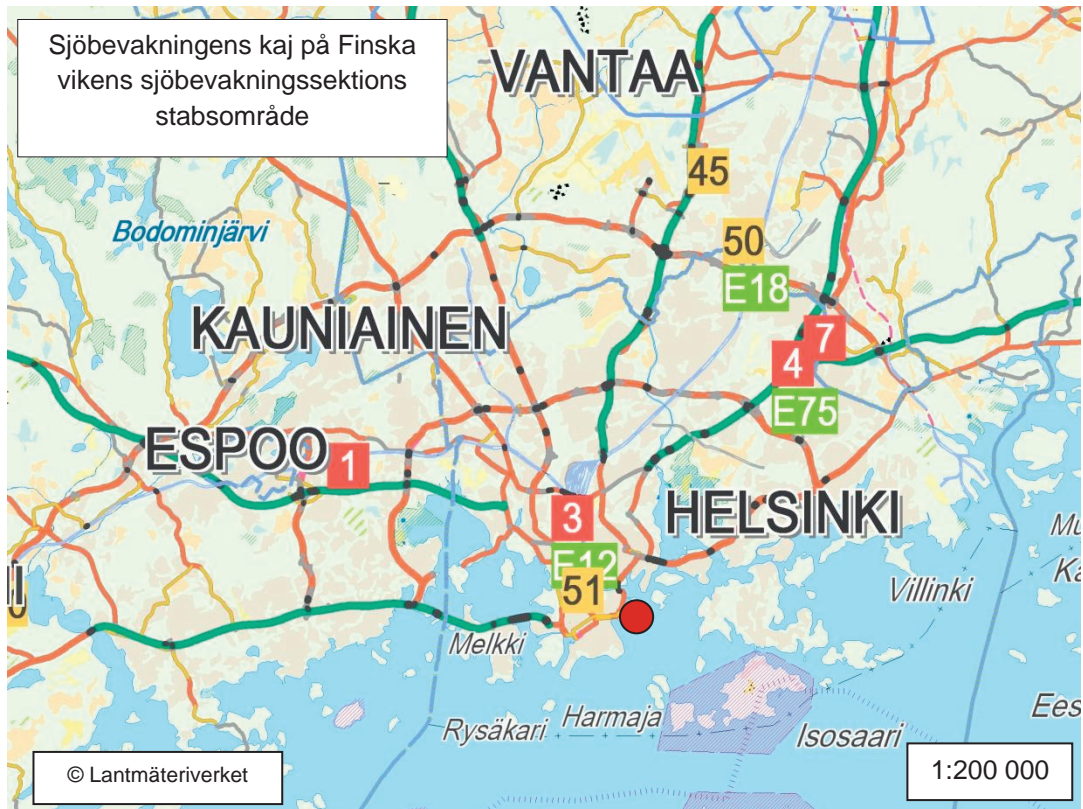 Sjöbevakningens kaj på Finska
vikens sjöbevakningssektions
stabsområde
VANTAA
45
Bodominjärvi
50
E18
KAUNIAINEN
7
4
E75
ESPOO
1
3
HELSINKI
E12
51
Villinki
Melkki
Rysäkari
Harmaja
Isosaari
© Lantmäteriverket
1:200 000